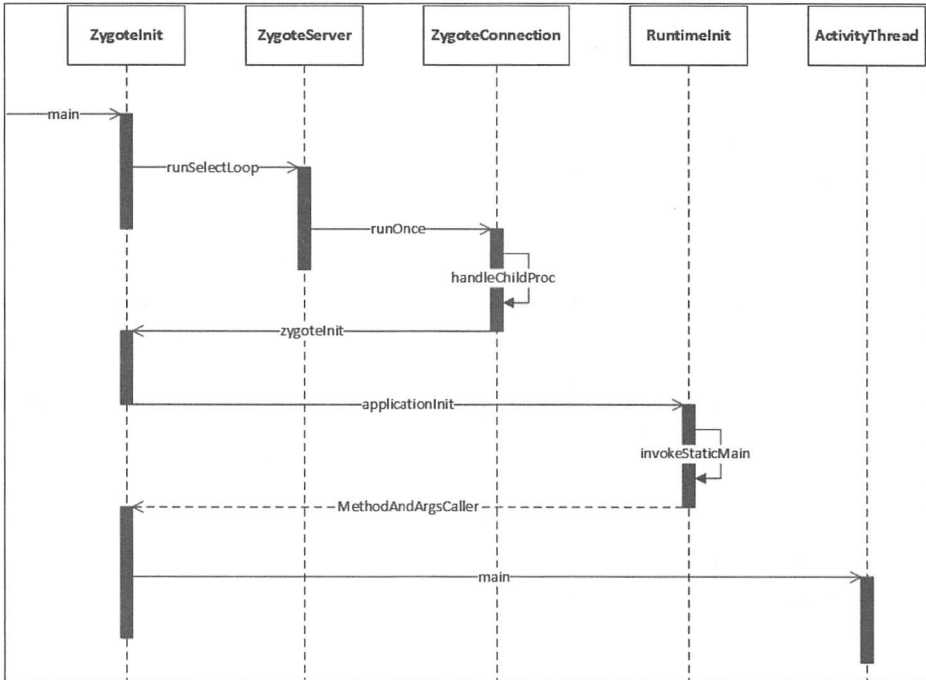 ZygoteInit
ZygoteServer
ZygoteConnection
RuntimeInit
ActivityThread
main
runSelectLoop
runOnce
handleChildProc
zygoteInit
applicationInit
invokeStaticMain
MethodAndArgsCaller
main